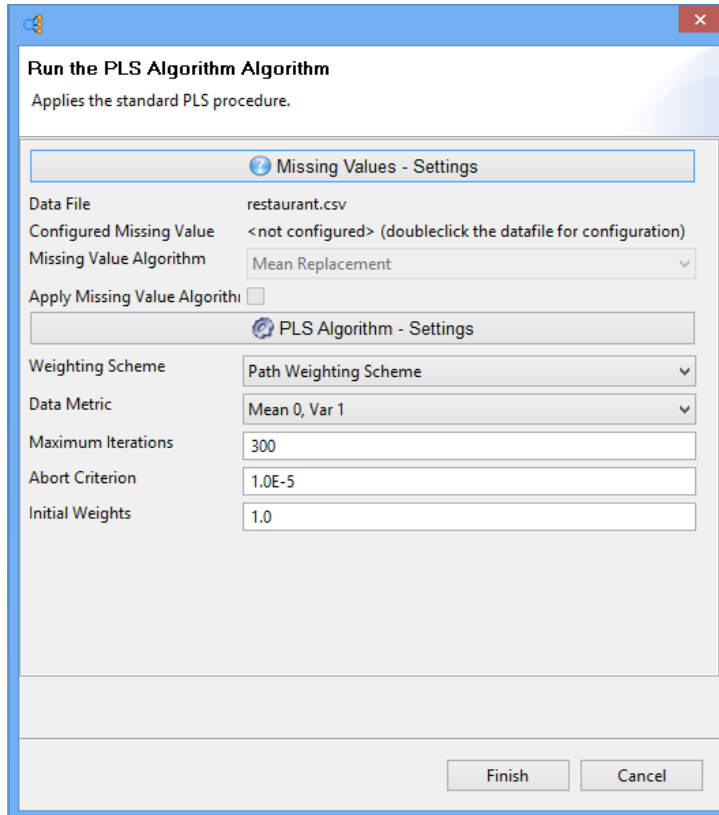 Run the PLS Algorithm Algorithm
Applies the standard PLS procedure.
Missing Values - Settings
Data File restaurant.csv
Configured Missing Value <not configured> (doubleclick the datafile for configuration)
Missing Value Algorithm Mean Replacement
Apply Missing Value Algorith
PLS Algorithm - Settings
Weighting Scheme Path Weighting Scheme
Data Metric Mean 0, Var 1
Maximum Iterations 300
Abort Criterion 1.0E-5
Initial Weights 1.0
Finish Cancel